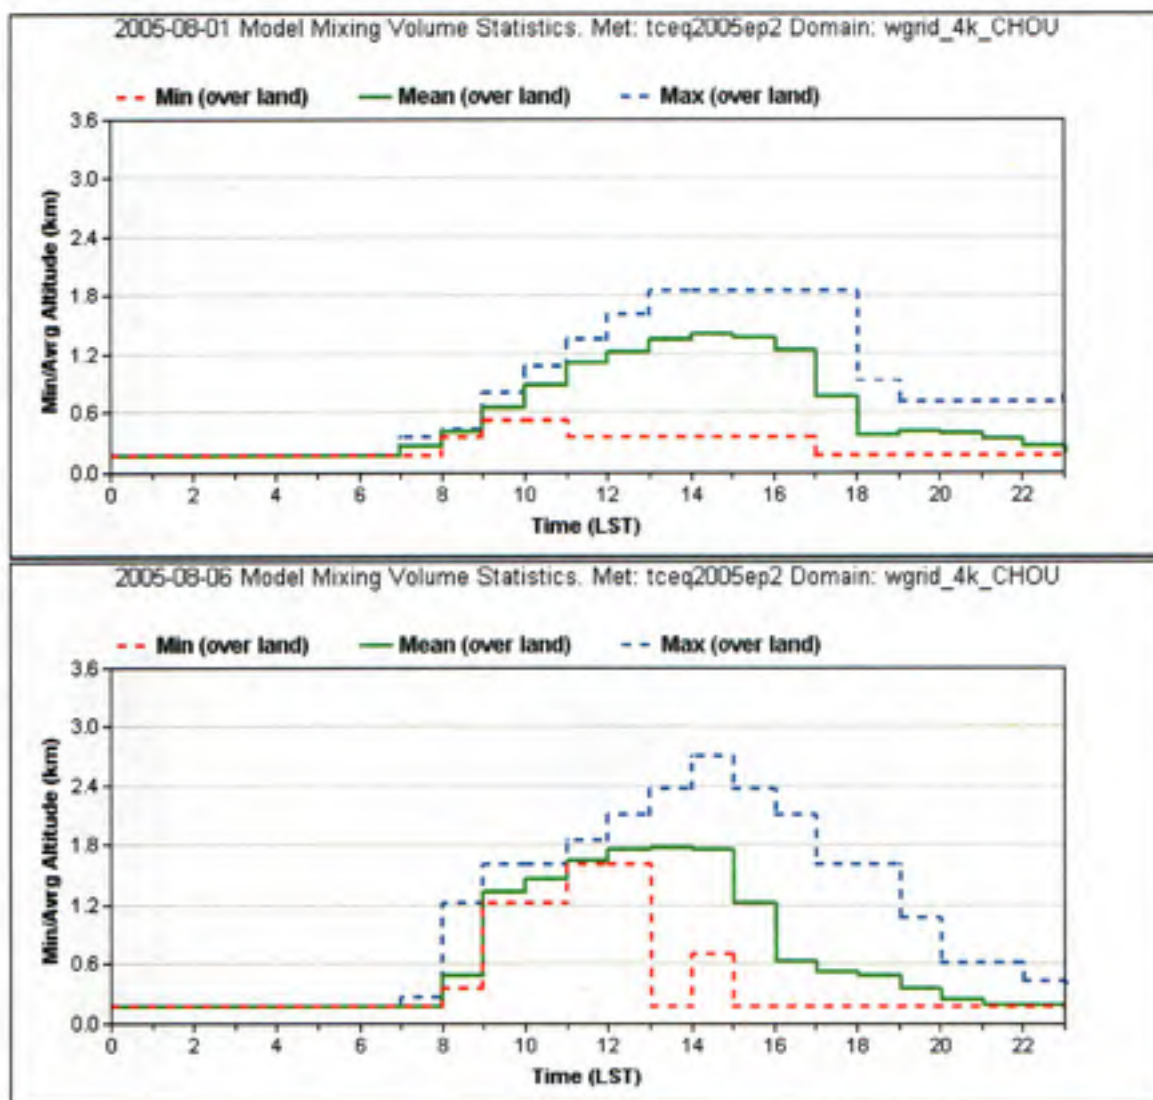 2005-08-01 Model Mixing Volume Statistics. Met: tceq2005ep2 Domain: wgrid_4k_CHOU
Min (over land) Mean (over land) Max (over land)
3.6
3.0
2.4
1.8
1.2
0.6
0.0
Min/Avrg Altitude (km)
0 2 4 6 8 10 12 14 16 18 20 22
Time (LST)
2005-08-06 Model Mixing Volume Statistics. Met: tceq2005ep2 Domain: wgrid_4k_CHOU
Min (over land) Mean (over land) Max (over land)
3.6
3.0
2.4
1.8
1.2
0.6
0.0
Min/Avrg Altitude (km)
0 2 4 6 8 10 12 14 16 18 20 22
Time (LST)